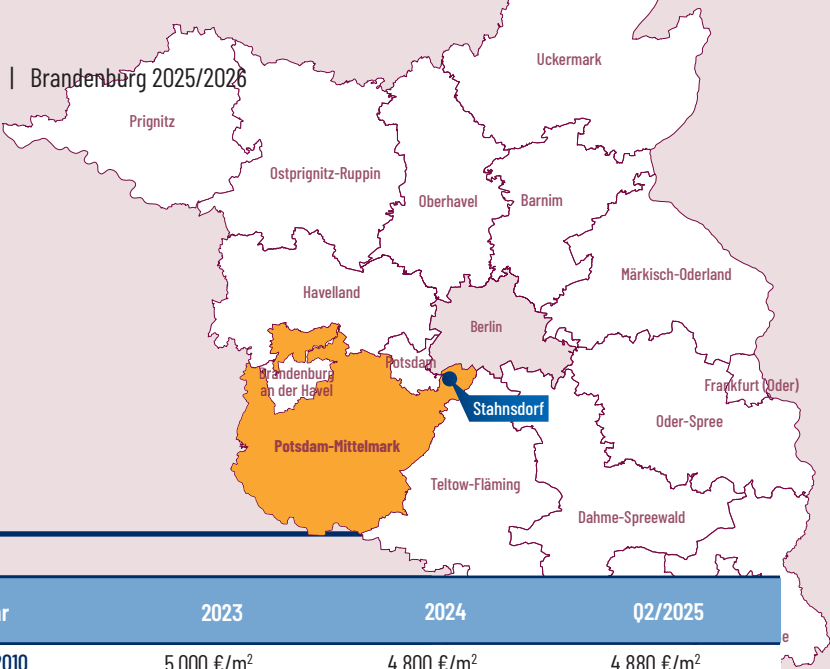 Uckermark
| Brandenburg 2025/2026
Prignitz
Ostprignitz-Ruppin
Oberhavel
Barnim
Märkisch-Oderland
Havelland
Berlin
Potsdam
Brandenburg
an der Havel
Frankfurt (Oder)
Stahnsdorf
Oder-Spree
Potsdam-Mittelmark
Teltow-Fläming
Dahme-Spreewald
r 2023 2024 Q2/2025
e
2010 5.000 €/m² 4.800 €/m² 4.880 €/m²